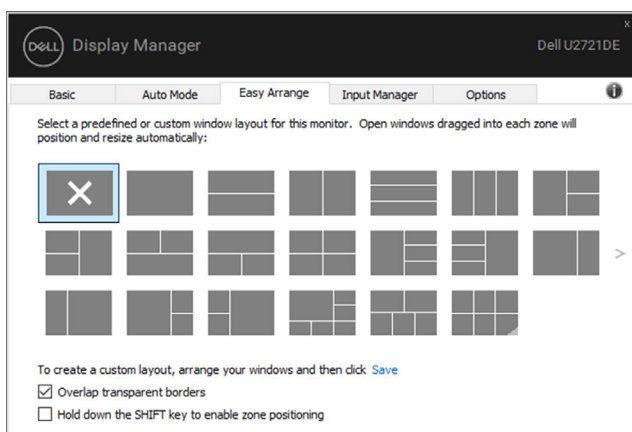 x
DELL Display Manager Dell U2721DE
Basic Auto Mode Easy Arrange Input Manager Options i
Select a predefined or custom window layout for this monitor. Open windows dragged into each zone will
position and resize automatically:
>
To create a custom layout, arrange your windows and then click Save
Overlap transparent borders
Hold down the SHIFT key to enable zone positioning